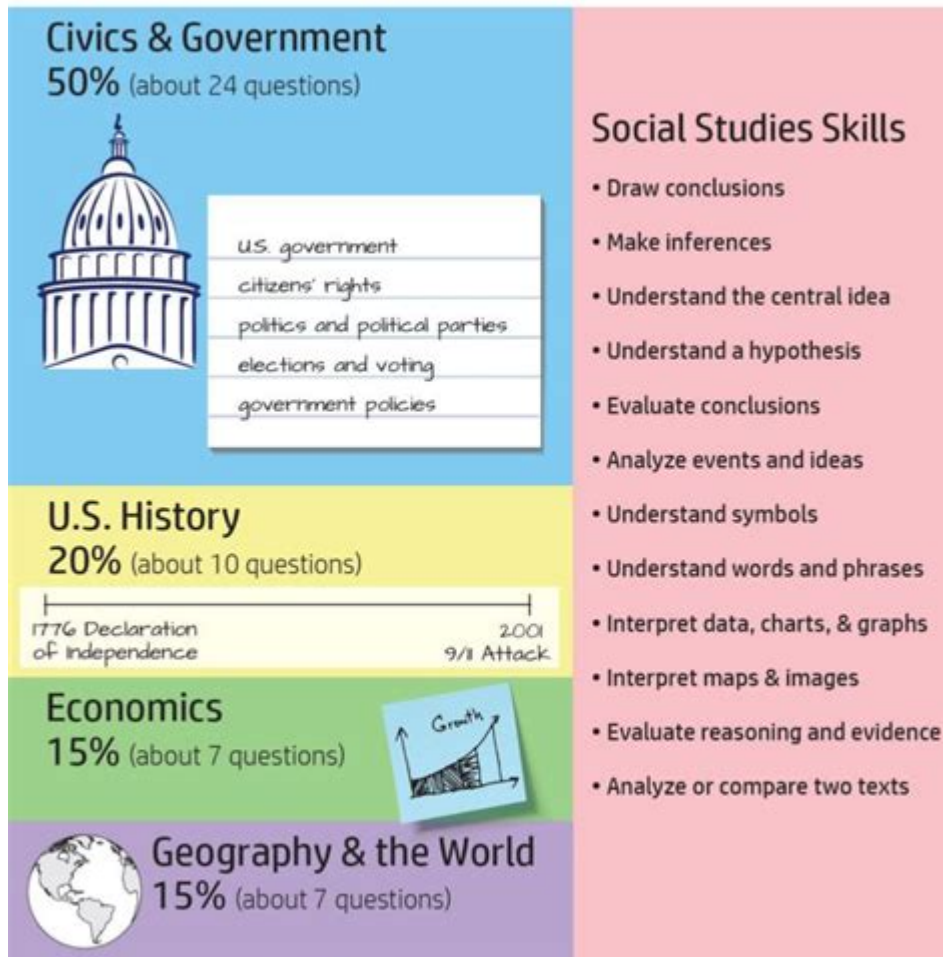 Civics & Government
50% (about 24 questions)
U.S. government
citizens' rights
politics and political parties
elections and voting
government policies
U.S. History
20% (about 10 questions)
1776 Declaration
of Independence
2001
9/11 Attack
Economics
15% (about 7 questions)
Growth
Geography & the World
15% (about 7 questions)
Social Studies Skills
• Draw conclusions
• Make inferences
• Understand the central idea
• Understand a hypothesis
• Evaluate conclusions
• Analyze events and ideas
• Understand symbols
• Understand words and phrases
• Interpret data, charts, & graphs
• Interpret maps & images
• Evaluate reasoning and evidence
• Analyze or compare two texts